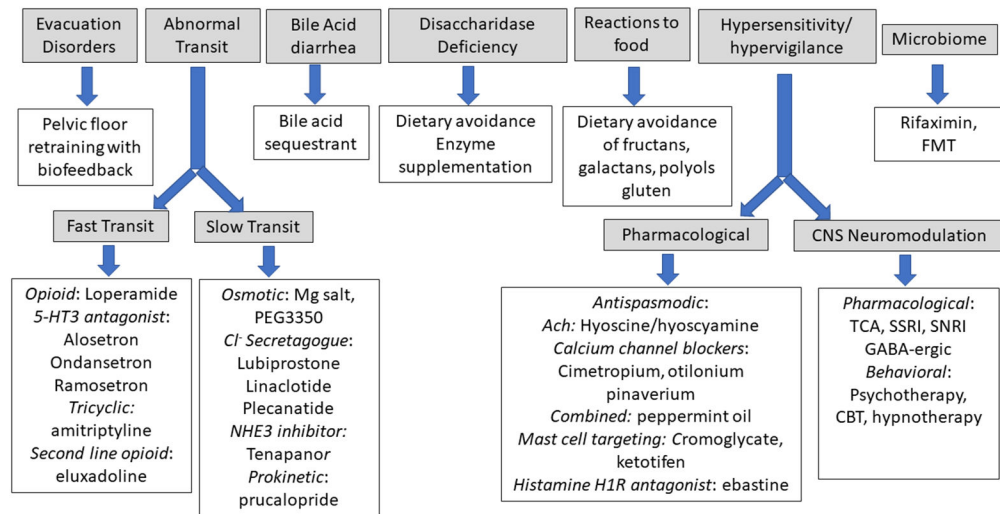 Evacuation
Disorders
Abnormal
Transit
Bile Acid
diarrhea
Disaccharidase
Deficiency
Reactions to
food
Hypersensitivity/
hypervigilance
Microbiome
Pelvic floor
retraining with
biofeedback
Bile acid
sequestrant
Dietary avoidance
Enzyme
supplementation
Dietary avoidance
of fructans,
galactans, polyols
gluten
Rifaximin,
FMT
Fast Transit
Slow Transit
Pharmacological
CNS Neuromodulation
Opioid: Loperamide
5-HT3 antagonist:
Alosetron
Ondansetron
Ramosetron
Tricyclic:
amitriptyline
Second line opioid:
eluxadoline
Osmotic: Mg salt,
PEG3350
Cl- Secretagogue:
Lubiprostone
Linaclotide
Plecanatide
NHE3 inhibitor:
Tenapanor
Prokinetic:
prucalopride
Antispasmodic:
Ach: Hyoscine/hyoscyamine
Calcium channel blockers:
Cimetropium, otilonium
pinaverium
Combined: peppermint oil
Mast cell targeting: Cromoglycate,
ketotifen
Histamine H1R antagonist: ebastine
Pharmacological:
TCA, SSRI, SNRI
GABA-ergic
Behavioral:
Psychotherapy,
CBT, hypnotherapy